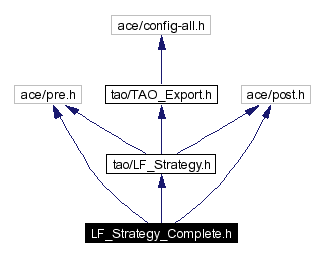 ace/config-all.h
ace/pre.h
tao/TAO_Export.h
ace/post.h
tao/LF_Strategy.h
LF_Strategy_Complete.h